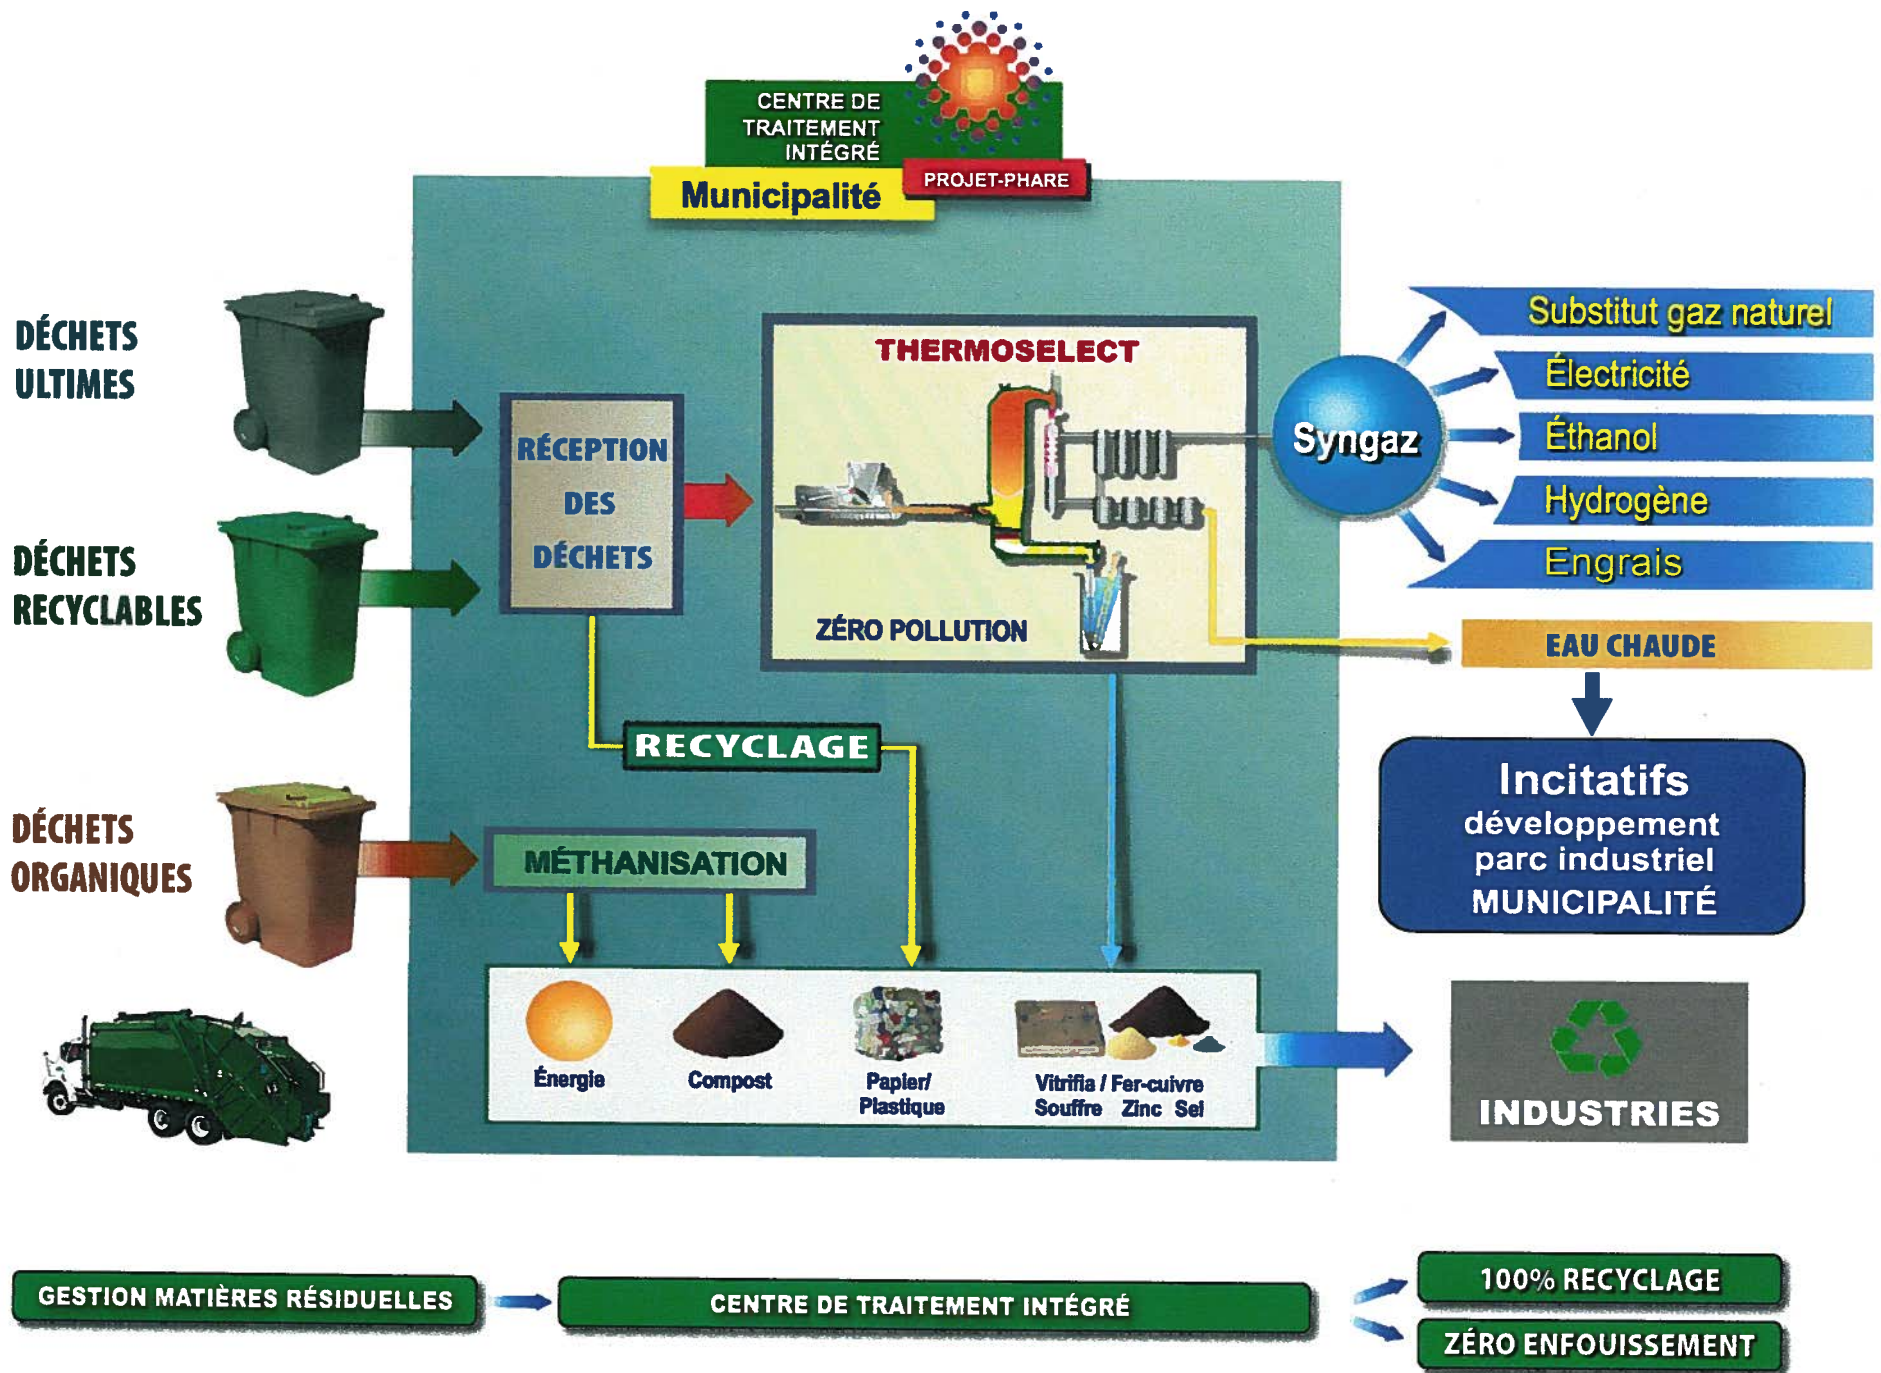 CENTRE DE
TRAITEMENT
INTÉGRÉ
PROJET-PHARE
Municipalité
DÉCHETS
ULTIMES
DÉCHETS
RECYCLABLES
DÉCHETS
ORGANIQUES
RÉCEPTION
DES
DÉCHETS
THERMOSELECT
ZÉRO POLLUTION
Syngaz
Substitut gaz naturel
Électricité
Éthanol
Hydrogène
Engrais
EAU CHAUDE
Incitatifs
développement
parc industriel
MUNICIPALITÉ
RECYCLAGE
MÉTHANISATION
Énergie
Compost
Papier/
Plastique
Vitrifia / Fer-cuivre
Souffre Zinc Sel
INDUSTRIES
GESTION MATIÈRES RÉSIDUELLES
CENTRE DE TRAITEMENT INTÉGRÉ
100% RECYCLAGE
ZÉRO ENFOUISSEMENT